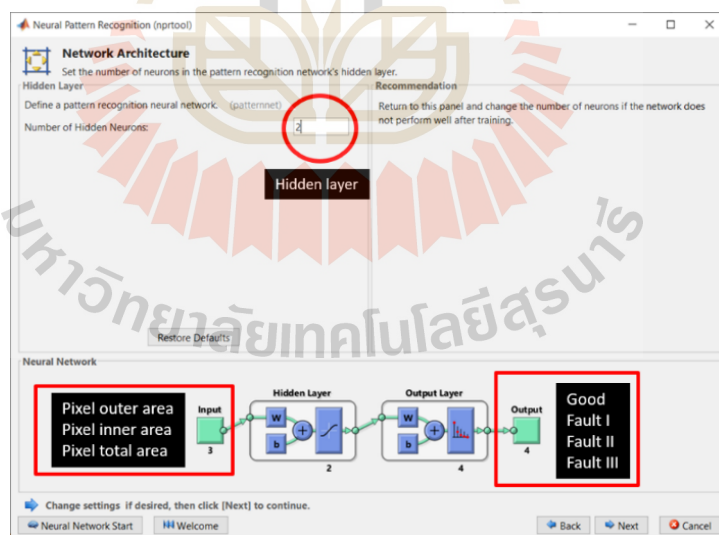 Neural Pattern Recognition (nprtool)
Network Architecture
Set the number of neurons in the pattern recognition network's hidden layer.
Hidden Layer
Define a pattern recognition neural network. (patternnet)
Number of Hidden Neurons: 2
Recommendation
Return to this panel and change the number of neurons if the network does
not perform well after training.
Hidden layer
มหาวิทยาลัยเทคโนโลยีสุรนารี
Restore Defaults
Neural Network
Pixel outer area
Pixel inner area
Pixel total area
Input
3
Hidden Layer
W
b
+
2
Output Layer
W
b
+
4
Output
4
Good
Fault I
Fault II
Fault III
Change settings if desired, then click [Next] to continue.
Neural Network Start
Welcome
Back
Next
Cancel